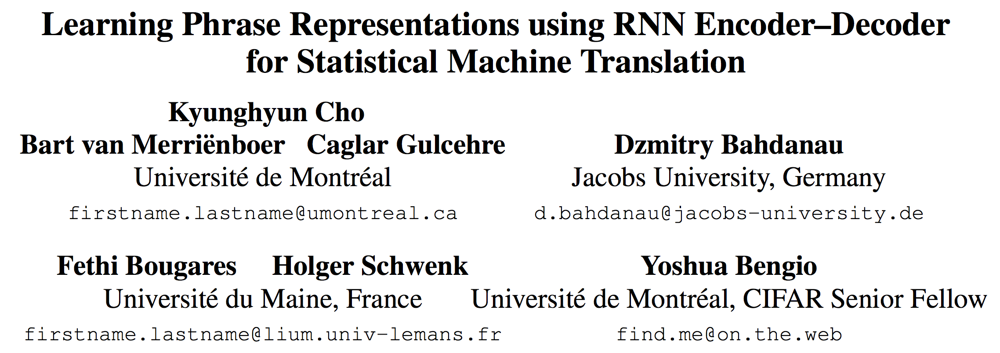 Learning Phrase Representations using RNN Encoder–Decoder
for Statistical Machine Translation
Kyunghyun Cho
Bart van Merriënboer Caglar Gulcehre
Université de Montréal
firstname.lastname@umontreal.ca
Dzmitry Bahdanau
Jacobs University, Germany
d.bahdanau@jacobs-university.de
Fethi Bougares Holger Schwenk
Université du Maine, France
firstname.lastname@lium.univ-lemans.fr
Yoshua Bengio
Université de Montréal, CIFAR Senior Fellow
find.me@on.the.web